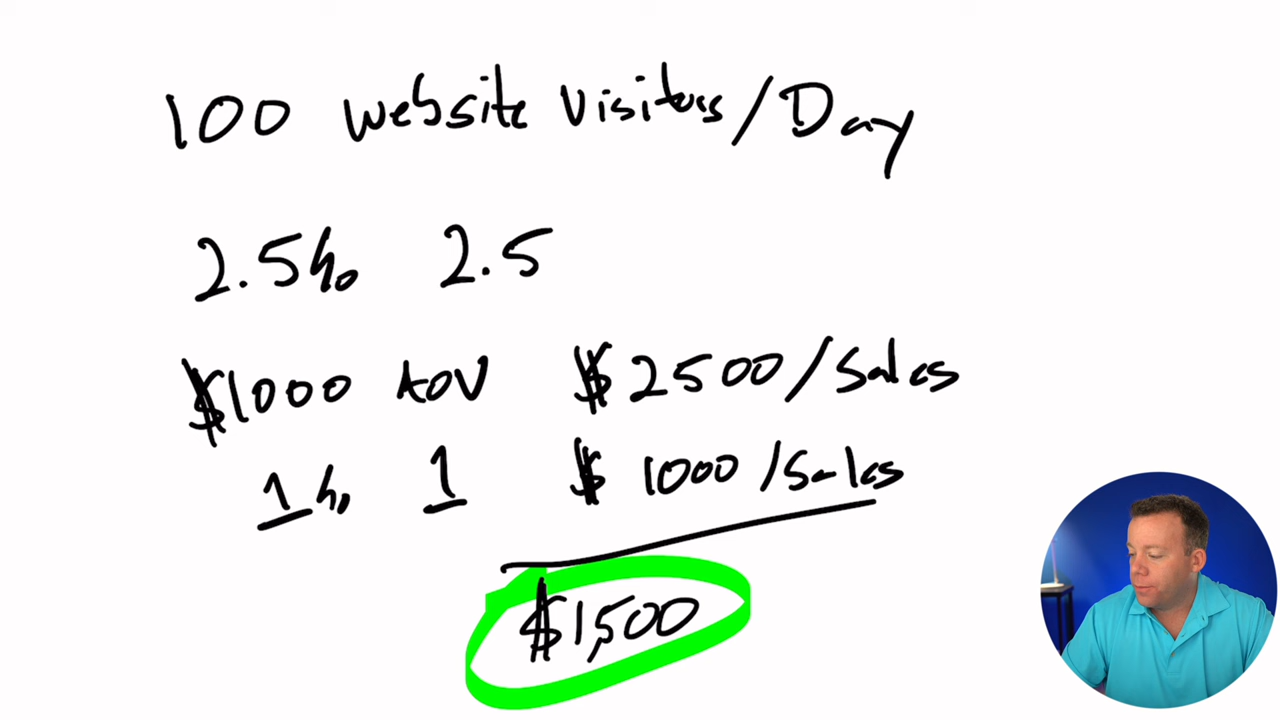 100 website visitors/Day
2.5% 2.5
$1000 AOV $2500/Sales
1% 1 $1000/Sales
$1,500